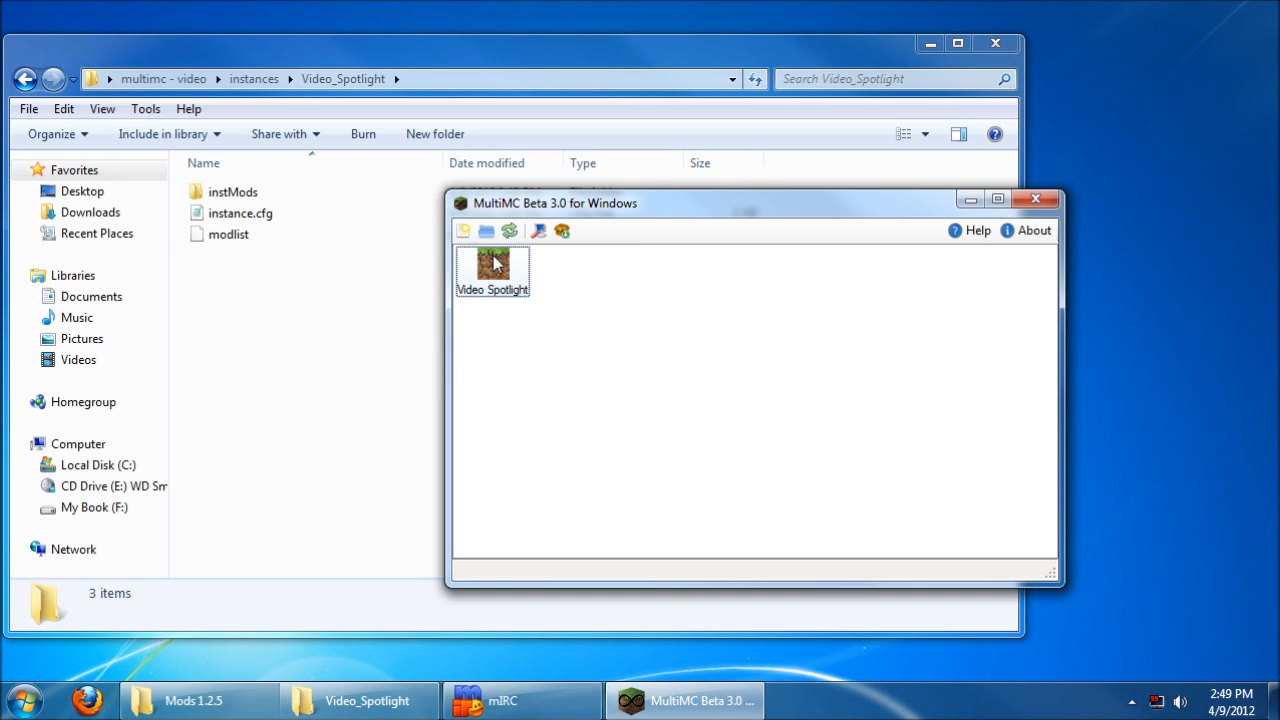 multimc - video instances Video_Spotlight
Search Video_Spotlight
File Edit View Tools Help
Organize Include in library Share with Burn New folder
Name Date modified Type Size
Favorites
Desktop
Downloads
Recent Places
Libraries
Documents
Music
Pictures
Videos
Homegroup
Computer
Local Disk (C:)
CD Drive (E:) WD Sm
My Book (F:)
Network
instMods
instance.cfg
modlist
3 items
MultiMC Beta 3.0 for Windows
Help About
Video Spotlight
Mods 1.2.5
Video_Spotlight
mIRC
MultiMC Beta 3.0 ...
2:49 PM
4/9/2012